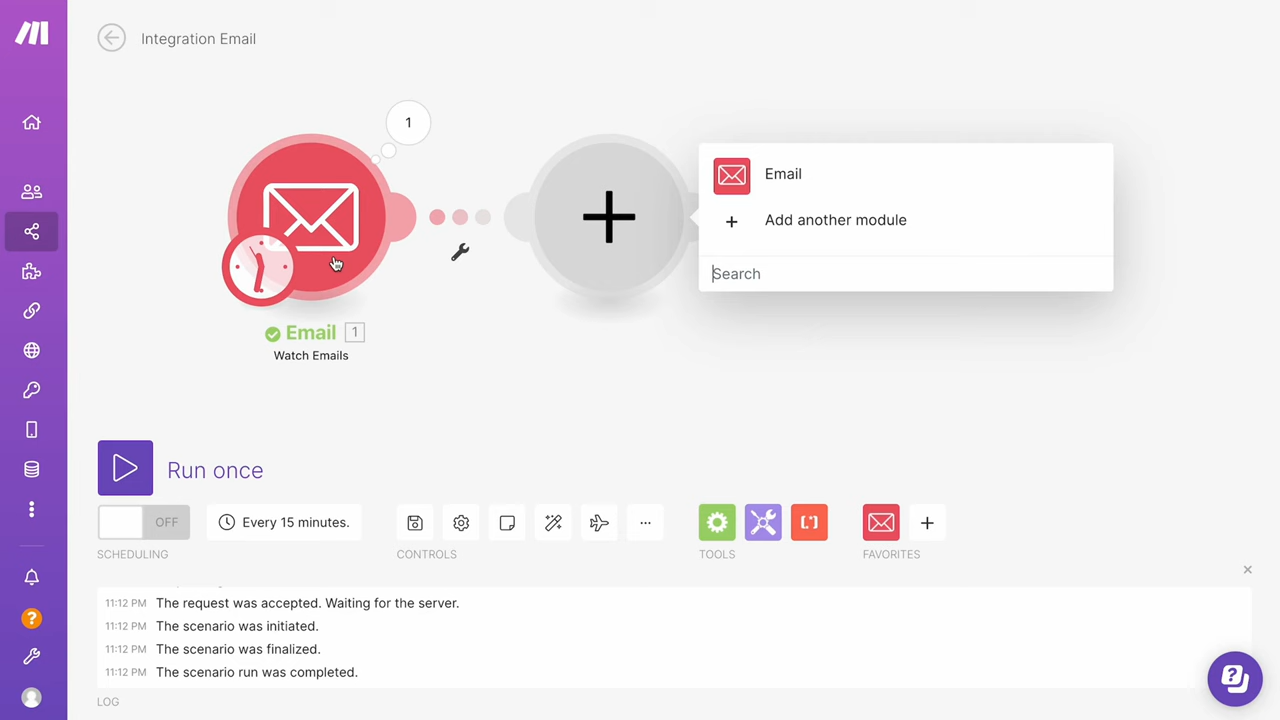 Integration Email
1
Email
Add another module
Search
Email 1
Watch Emails
Run once
OFF
Every 15 minutes.
SCHEDULING
CONTROLS
TOOLS
FAVORITES
11:12 PM The request was accepted. Waiting for the server.
11:12 PM The scenario was initiated.
11:12 PM The scenario was finalized.
11:12 PM The scenario run was completed.
LOG